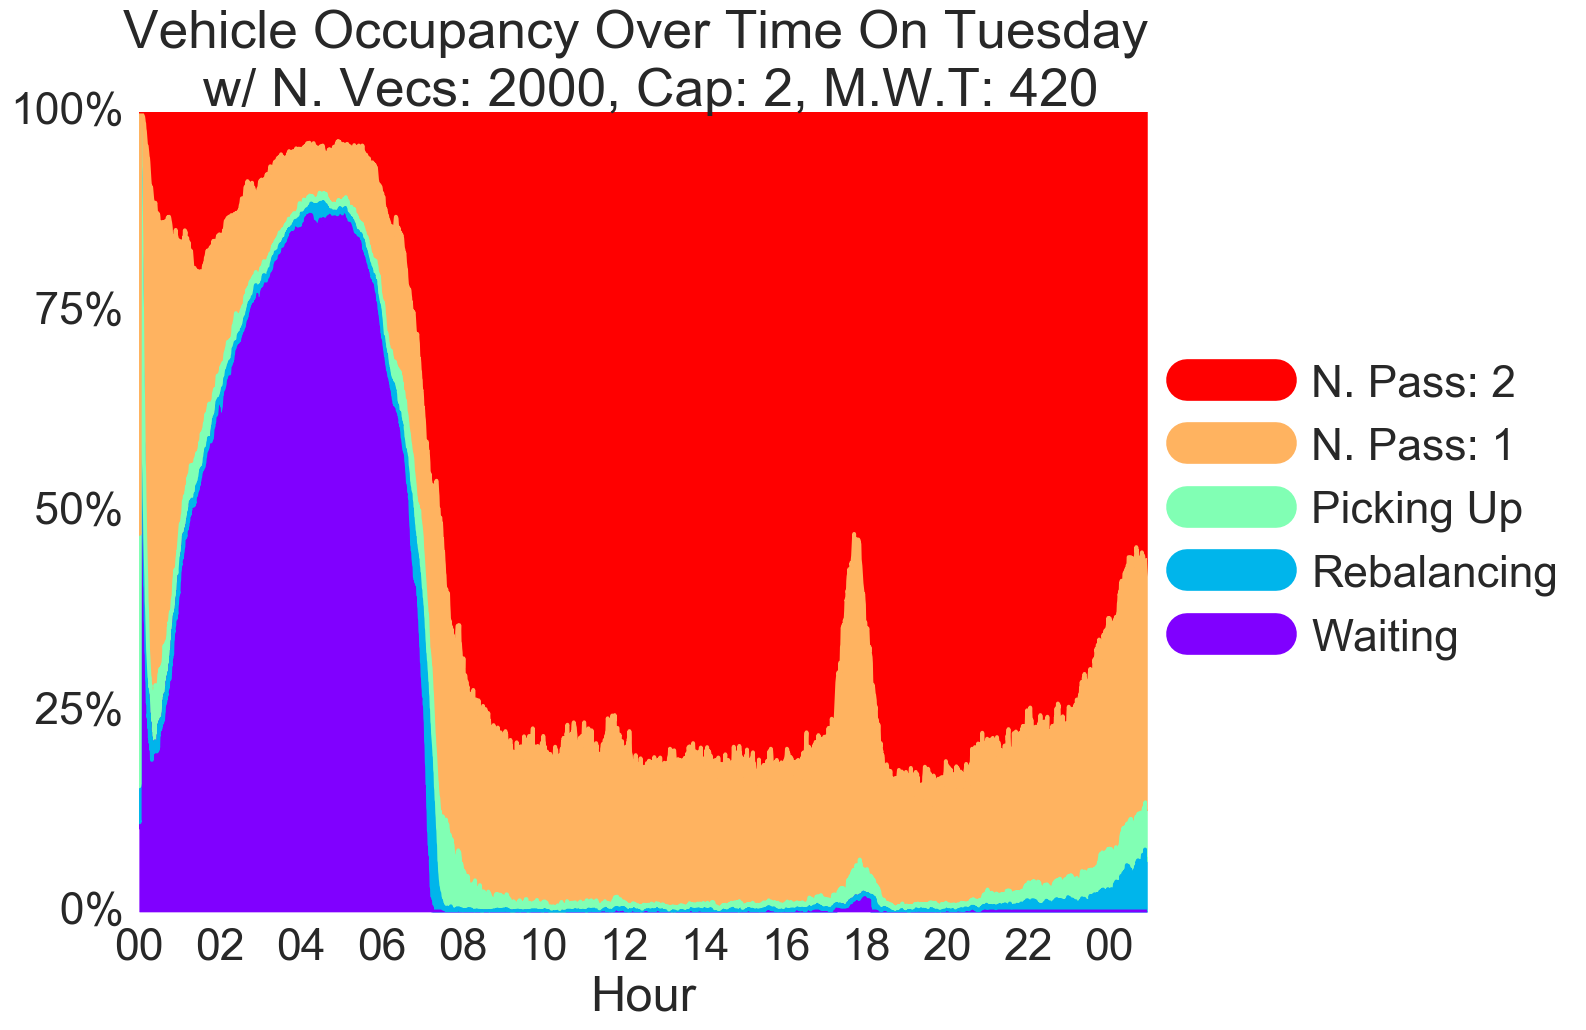 Vehicle Occupancy Over Time On Tuesday
w/ N. Vecs: 2000, Cap: 2, M.W.T: 420
100%
75%
50%
25%
0%
00 02 04 06 08 10 12 14 16 18 20 22 00
Hour
N. Pass: 2
N. Pass: 1
Picking Up
Rebalancing
Waiting